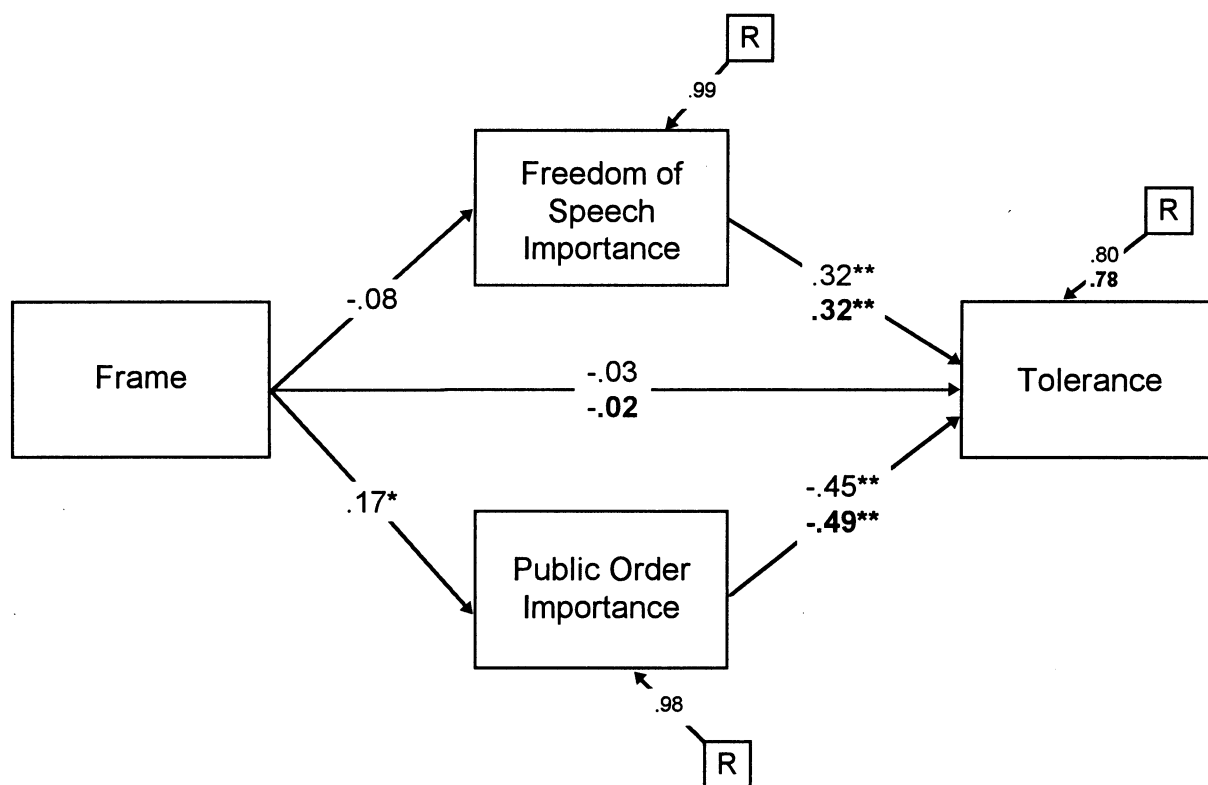 R
.99
Freedom of
Speech
Importance
R
.80
.78
.32**
.32**
-.08
Frame
-.03
-.02
Tolerance
.17*
-.45**
-.49**
Public Order
Importance
.98
R